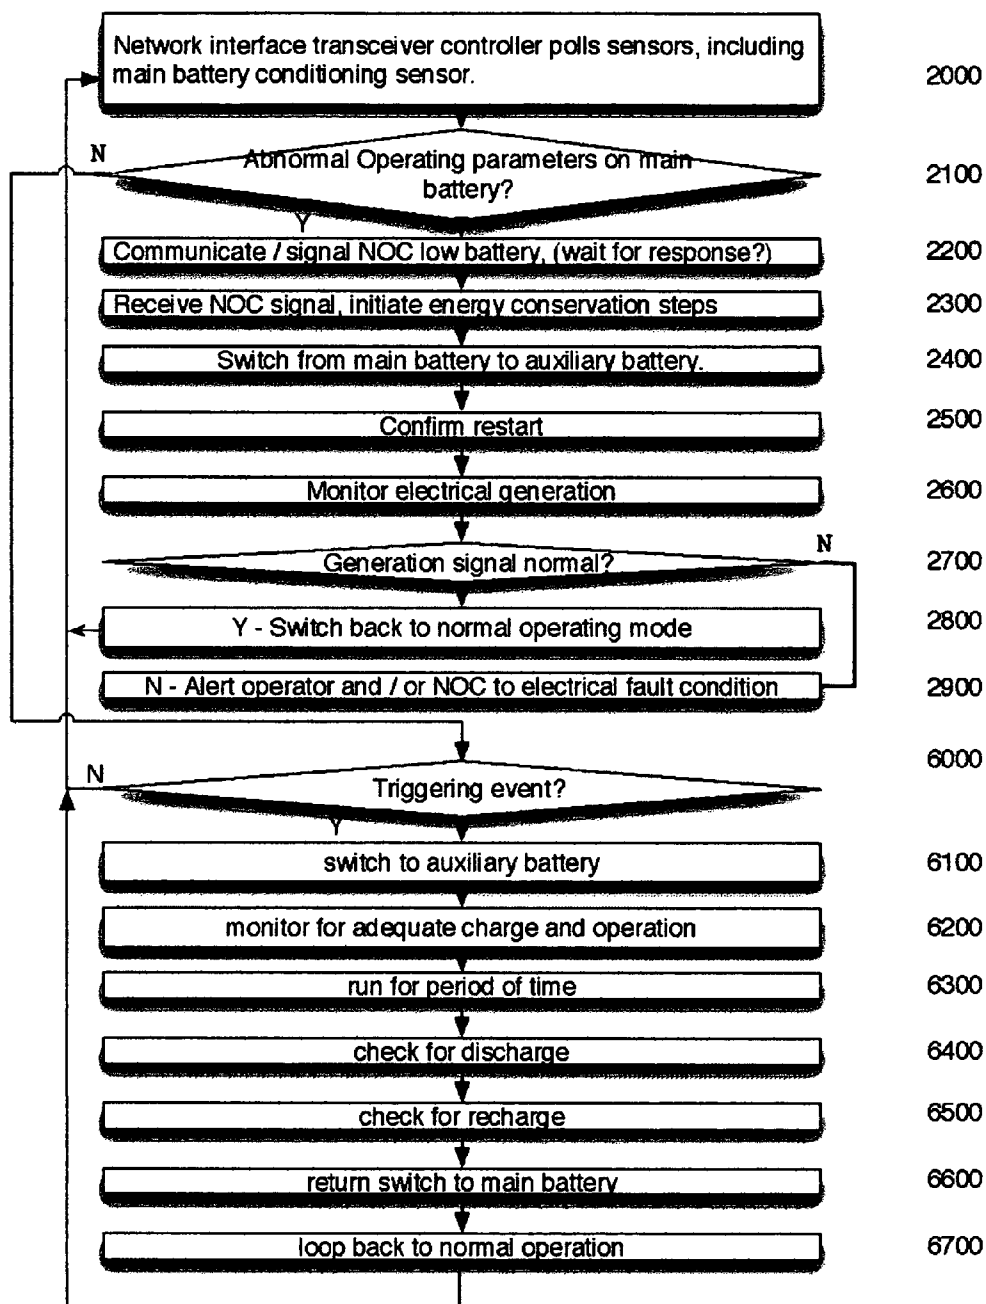 Network interface transceiver controller polls sensors, including
main battery conditioning sensor.
2000
N
Abnormal Operating parameters on main
battery?
2100
Y
Communicate / signal NOC low battery, (wait for response?)
2200
Receive NOC signal, initiate energy conservation steps
2300
Switch from main battery to auxiliary battery.
2400
Confirm restart
2500
Monitor electrical generation
2600
N
Generation signal normal?
2700
Y - Switch back to normal operating mode
2800
N - Alert operator and / or NOC to electrical fault condition
2900
6000
N
Triggering event?
Y
switch to auxiliary battery
6100
monitor for adequate charge and operation
6200
run for period of time
6300
check for discharge
6400
check for recharge
6500
return switch to main battery
6600
loop back to normal operation
6700